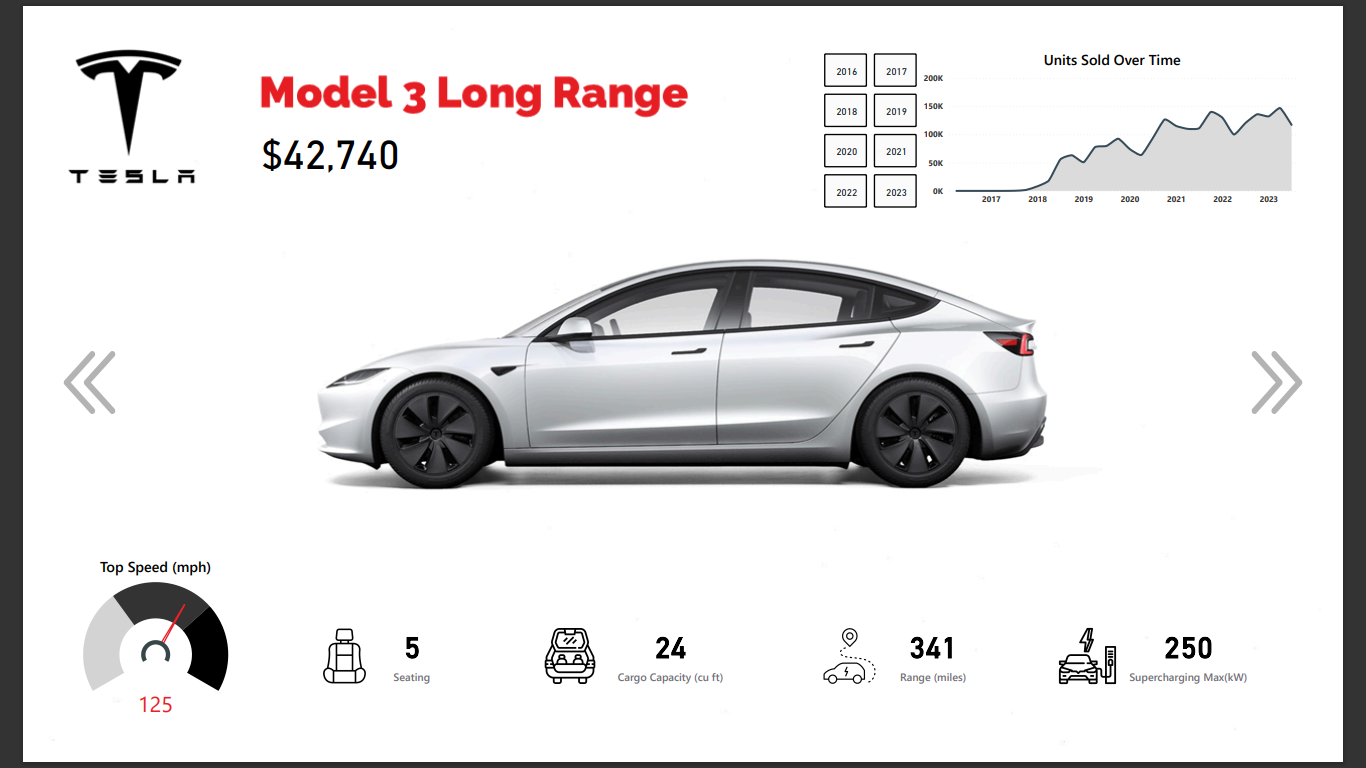 TESLA
Model 3 Long Range
$42,740
2016 2017
2018 2019
2020 2021
2022 2023
Units Sold Over Time
200K
150K
100K
50K
0K
2017 2018 2019 2020 2021 2022 2023
Top Speed (mph)
125
5
Seating
24
Cargo Capacity (cu ft)
341
Range (miles)
250
Supercharging Max(kW)